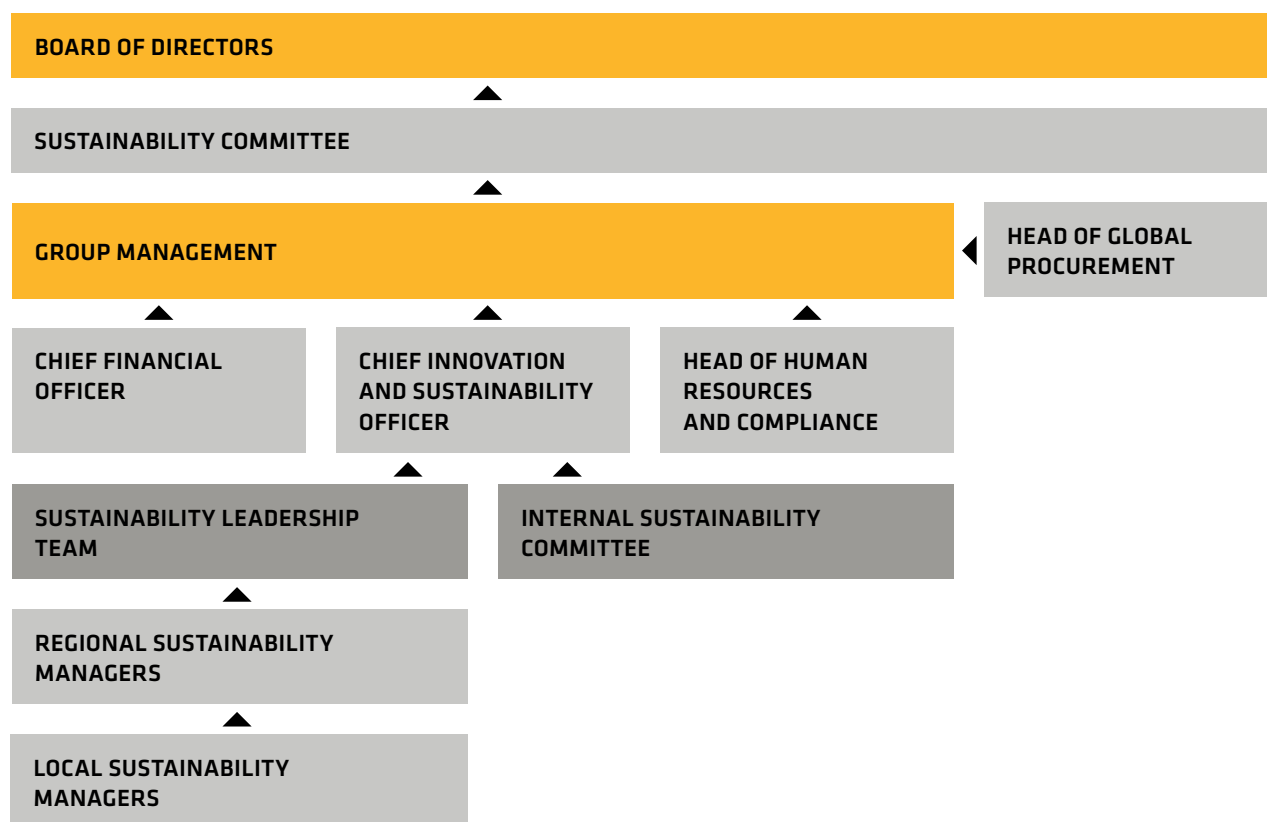 BOARD OF DIRECTORS
SUSTAINABILITY COMMITTEE
GROUP MANAGEMENT
HEAD OF GLOBAL
PROCUREMENT
CHIEF FINANCIAL
OFFICER
CHIEF INNOVATION
AND SUSTAINABILITY
OFFICER
HEAD OF HUMAN
RESOURCES
AND COMPLIANCE
SUSTAINABILITY LEADERSHIP
TEAM
INTERNAL SUSTAINABILITY
COMMITTEE
REGIONAL SUSTAINABILITY
MANAGERS
LOCAL SUSTAINABILITY
MANAGERS